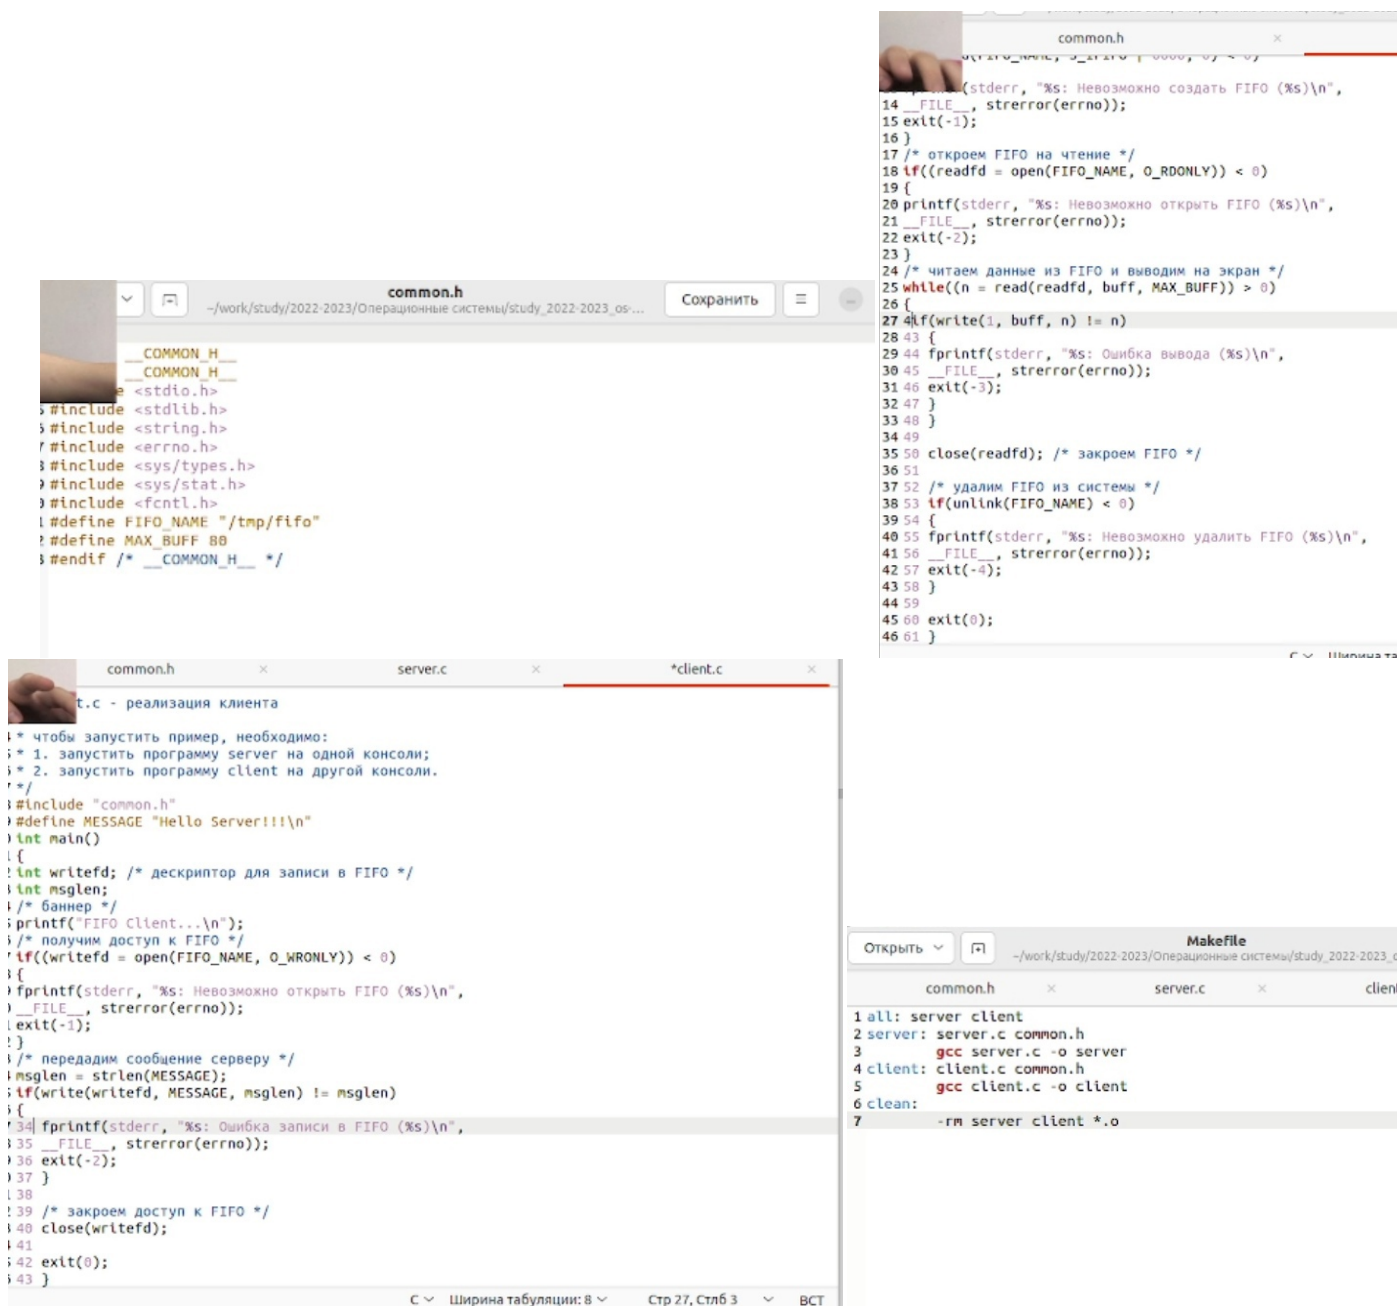 common.h
~/work/study/2022-2023/Операционные системы/study_2022-2023_os-...
Сохранить
__COMMON_H__
__COMMON_H__
<stdio.h>
#include <stdlib.h>
#include <string.h>
#include <errno.h>
#include <sys/types.h>
#include <sys/stat.h>
#include <fcntl.h>
#define FIFO_NAME "/tmp/fifo"
#define MAX_BUFF 80
#endif /* __COMMON_H__ */
common.h
(stderr, "%s: Невозможно создать FIFO (%s)\n",
14 __FILE__, strerror(errno));
15 exit(-1);
16 }
17 /* откроем FIFO на чтение */
18 if((readfd = open(FIFO_NAME, O_RDONLY)) < 0)
19 {
20 printf(stderr, "%s: Невозможно открыть FIFO (%s)\n",
21 __FILE__, strerror(errno));
22 exit(-2);
23 }
24 /* читаем данные из FIFO и выводим на экран */
25 while((n = read(readfd, buff, MAX_BUFF)) > 0)
26 {
27 4if(write(1, buff, n) != n)
28 43 {
29 44 fprintf(stderr, "%s: Ошибка вывода (%s)\n",
30 45 __FILE__, strerror(errno));
31 46 exit(-3);
32 47 }
33 48 }
34 49
35 50 close(readfd); /* закроем FIFO */
36 51
37 52 /* удалим FIFO из системы */
38 53 if(unlink(FIFO_NAME) < 0)
39 54 {
40 55 fprintf(stderr, "%s: Невозможно удалить FIFO (%s)\n",
41 56 __FILE__, strerror(errno));
42 57 exit(-4);
43 58 }
44 59
45 60 exit(0);
46 61 }
common.h server.c *client.c
t.c - реализация клиента
* чтобы запустить пример, необходимо:
* 1. запустить программу server на одной консоли;
* 2. запустить программу client на другой консоли.
*/
#include "common.h"
#define MESSAGE "Hello Server!!!\n"
int main()
{
int writefd; /* дескриптор для записи в FIFO */
int msglen;
/* баннер */
printf("FIFO Client...\n");
/* получим доступ к FIFO */
if((writefd = open(FIFO_NAME, O_WRONLY)) < 0)
{
fprintf(stderr, "%s: Невозможно открыть FIFO (%s)\n",
__FILE__, strerror(errno));
exit(-1);
}
/* передадим сообщение серверу */
msglen = strlen(MESSAGE);
if(write(writefd, MESSAGE, msglen) != msglen)
{
34 fprintf(stderr, "%s: Ошибка записи в FIFO (%s)\n",
35 __FILE__, strerror(errno));
36 exit(-2);
37 }
38
39 /* закроем доступ к FIFO */
40 close(writefd);
41
42 exit(0);
43 }
C Ширина табуляции: 8 Стр 27, Стлб 3 ВСТ
Открыть
Makefile
~/work/study/2022-2023/Операционные системы/study_2022-2023_o
common.h server.c client
1 all: server client
2 server: server.c common.h
3 gcc server.c -o server
4 client: client.c common.h
5 gcc client.c -o client
6 clean:
7 -rm server client *.o